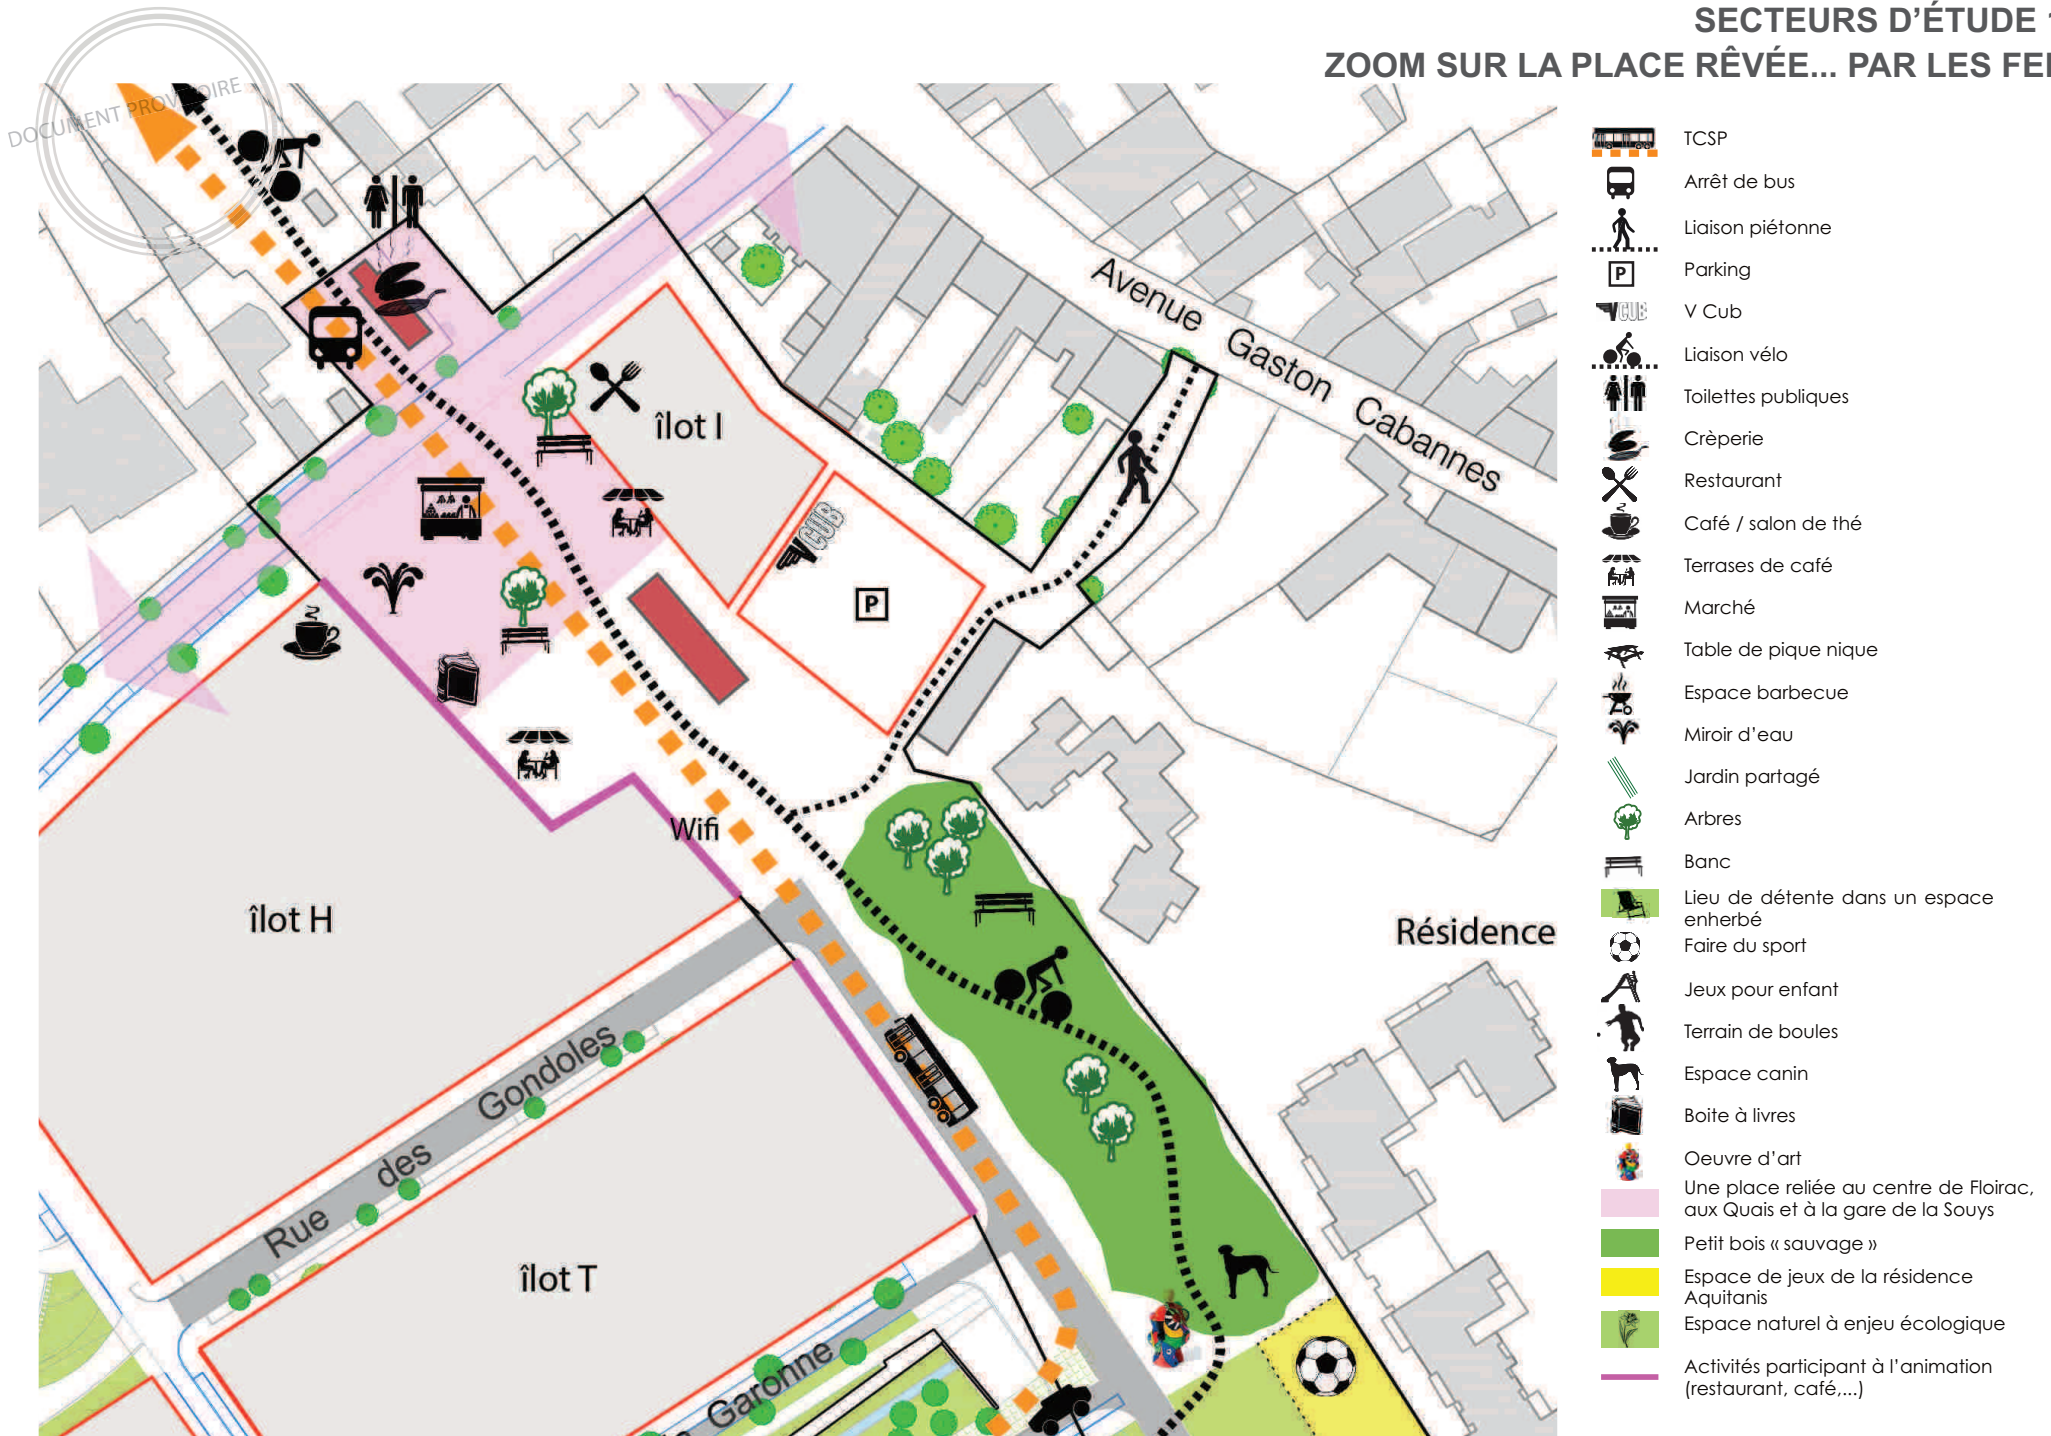 SECTEURS D'ÉTUDE
ZOOM SUR LA PLACE RÊVÉE... PAR LES
DOCUMENT PROVISOIRE
Avenue Gaston Cabannes
îlot I
VCUB
P
Wifi
îlot H
Résidence
Rue des Gondoles
îlot T
Garonne
TCSP
Arrêt de bus
Liaison piétonne
P
Parking
VCUB
V Cub
Liaison vélo
Toilettes publiques
Crèperie
Restaurant
Café / salon de thé
Terrases de café
Marché
Table de pique nique
Espace barbecue
Miroir d'eau
Jardin partagé
Arbres
Banc
Lieu de détente dans un espace
enherbé
Faire du sport
Jeux pour enfant
Terrain de boules
Espace canin
Boite à livres
Oeuvre d'art
Une place reliée au centre de Floirac,
aux Quais et à la gare de la Souys
Petit bois « sauvage »
Espace de jeux de la résidence
Aquitanis
Espace naturel à enjeu écologique
Activités participant à l'animation
(restaurant, café,...)